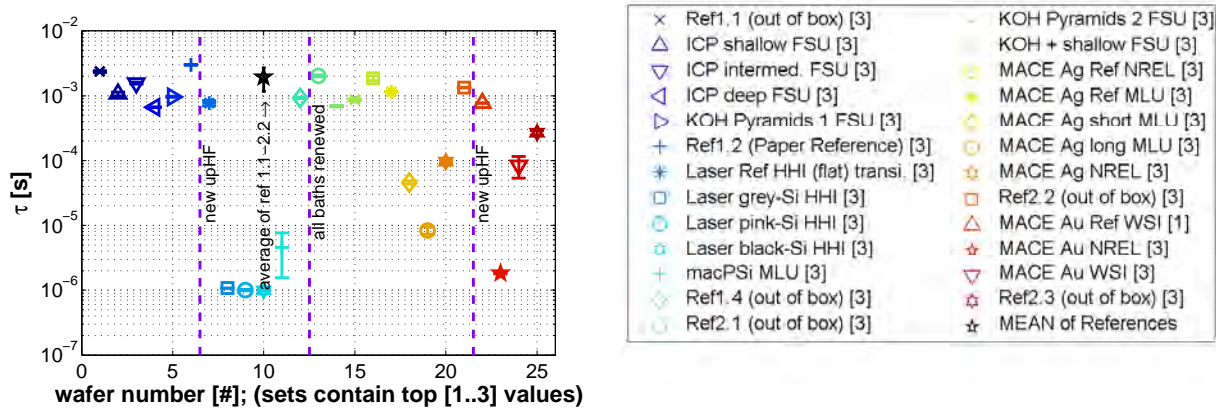 10^-2
10^-3
10^-4
10^-5
10^-6
10^-7
τ [s]
new upHF
average of ref 1.1–2.2 →
all baths renewed
new upHF
0 5 10 15 20 25
wafer number [#]; (sets contain top [1..3] values)
Ref1.1 (out of box) [3]
ICP shallow FSU [3]
ICP intermed. FSU [3]
ICP deep FSU [3]
KOH Pyramids 1 FSU [3]
Ref1.2 (Paper Reference) [3]
Laser Ref HHI (flat) transi. [3]
Laser grey-Si HHI [3]
Laser pink-Si HHI [3]
Laser black-Si HHI [3]
macPSi MLU [3]
Ref1.4 (out of box) [3]
Ref2.1 (out of box) [3]
KOH Pyramids 2 FSU [3]
KOH + shallow FSU [3]
MACE Ag Ref NREL [3]
MACE Ag Ref MLU [3]
MACE Ag short MLU [3]
MACE Ag long MLU [3]
MACE Ag NREL [3]
Ref2.2 (out of box) [3]
MACE Au Ref WSI [1]
MACE Au NREL [3]
MACE Au WSI [3]
Ref2.3 (out of box) [3]
MEAN of References